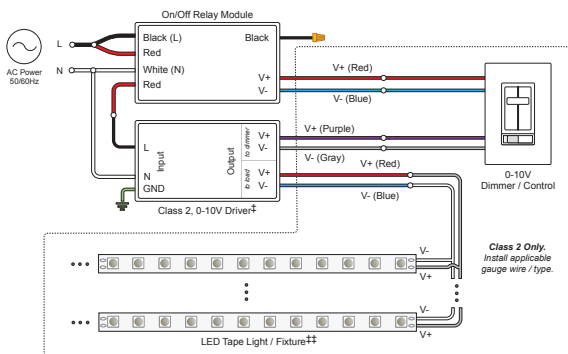 On/Off Relay Module
L
N
AC Power
50/60Hz
Black (L)
Red
White (N)
Red
Black
V+
V-
V+ (Red)
V- (Blue)
L
N
GND
Input
Output
to dimmer
V+
V-
to load
V+
V-
V+ (Purple)
V- (Gray)
V+ (Red)
V- (Blue)
Class 2, 0-10V Driver‡
0-10V
Dimmer / Control
V-
V+
Class 2 Only.
Install applicable
gauge wire / type.
V-
V+
LED Tape Light / Fixture‡‡